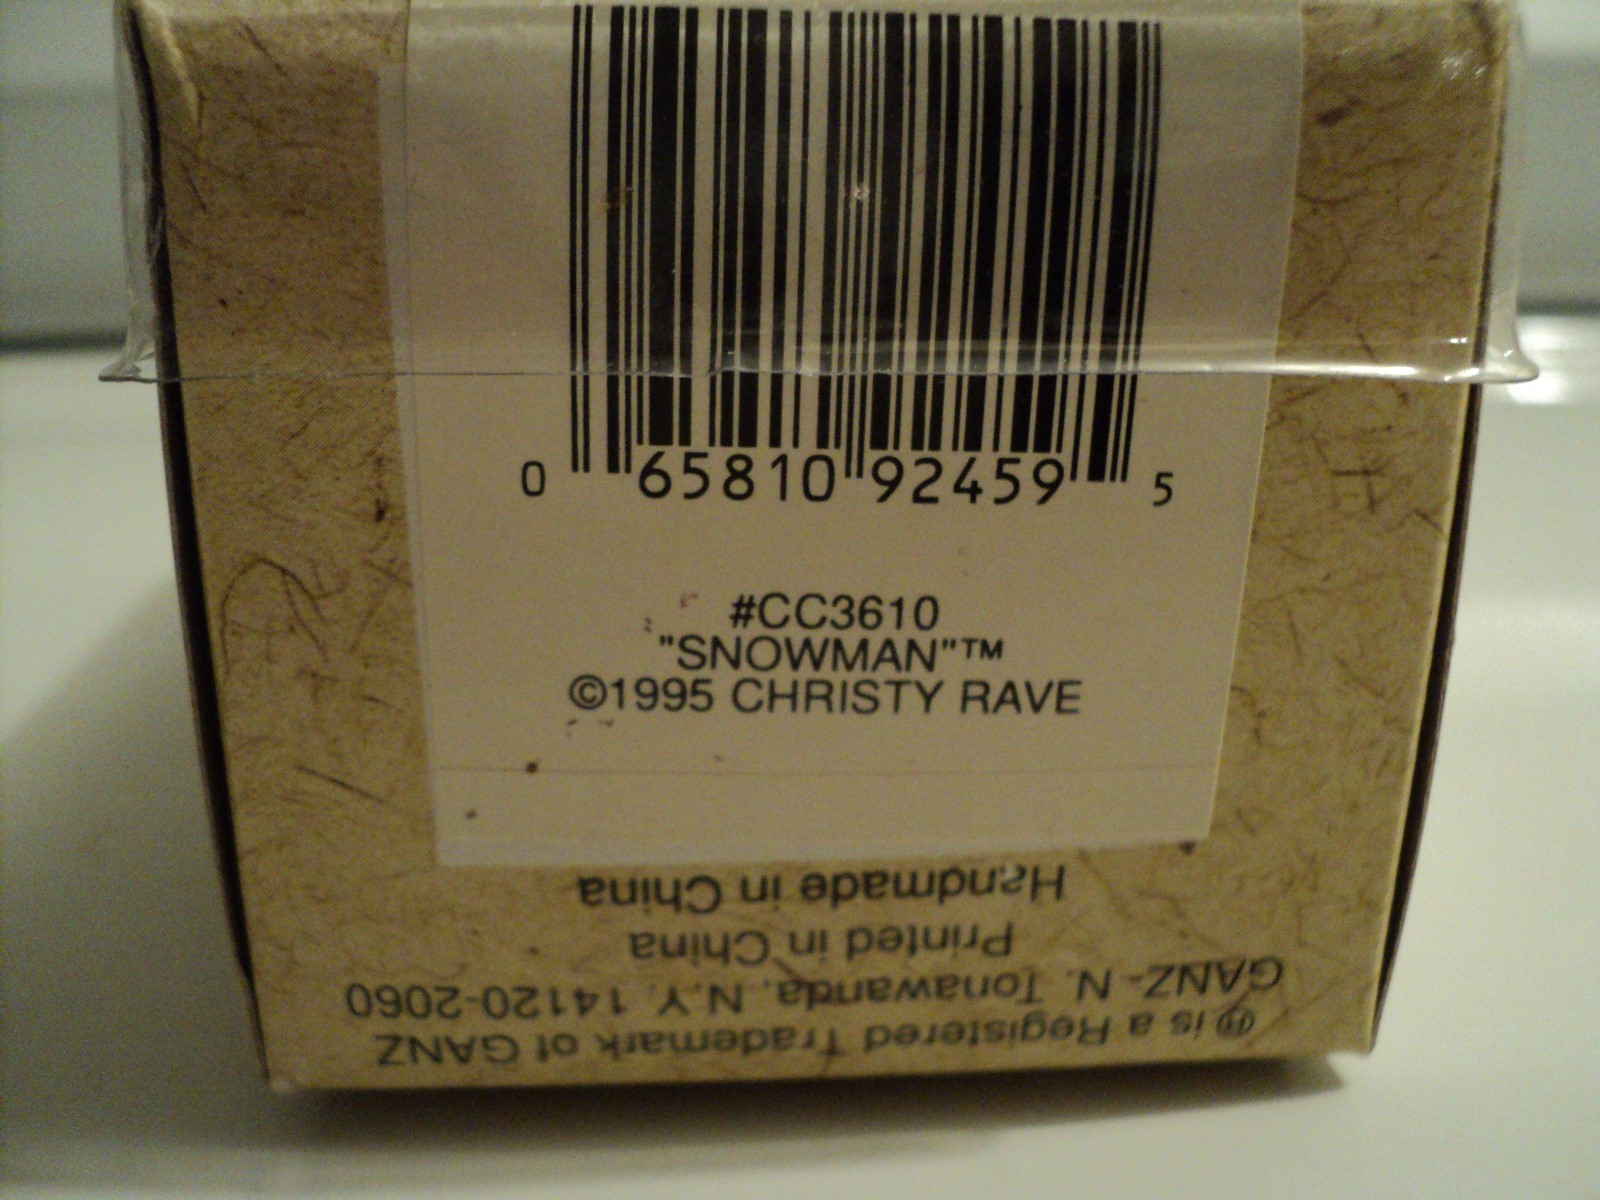 0 65810 92459 5
#CC3610
"SNOWMAN"™
©1995 CHRISTY RAVE
is a Registered Trademark of GANZ
GANZ- N. Tonawanda, N.Y. 14120-2060
Printed in China
Handmade in China